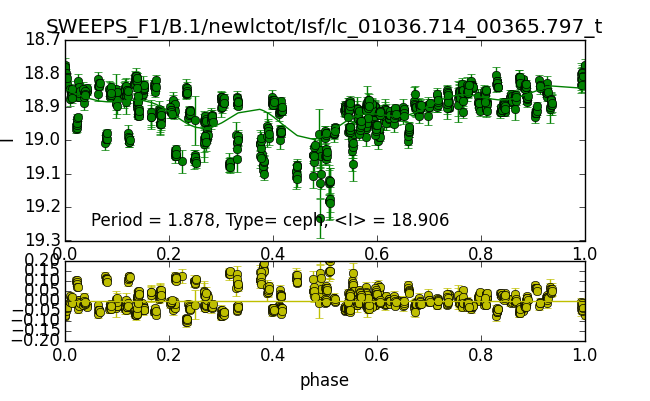 SWEEPS_F1/B.1/newlctot/Isf/lc_01036.714_00365.797_t
18.7
18.8
18.9
19.0
19.1
19.2
19.3
I
Period = 1.878, Type= ceph, <I> = 18.906
0.0 0.2 0.4 0.6 0.8 1.0
0.20
0.15
0.10
0.05
0.00
−0.05
−0.10
−0.15
−0.20
0.0 0.2 0.4 0.6 0.8 1.0
phase